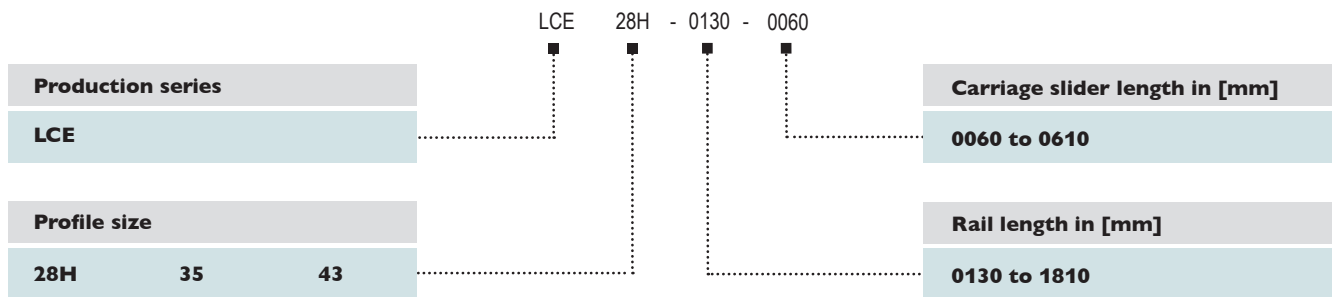 LCE 28H - 0130 - 0060
Production series
LCE
Carriage slider length in [mm]
0060 to 0610
Profile size
28H 35 43
Rail length in [mm]
0130 to 1810